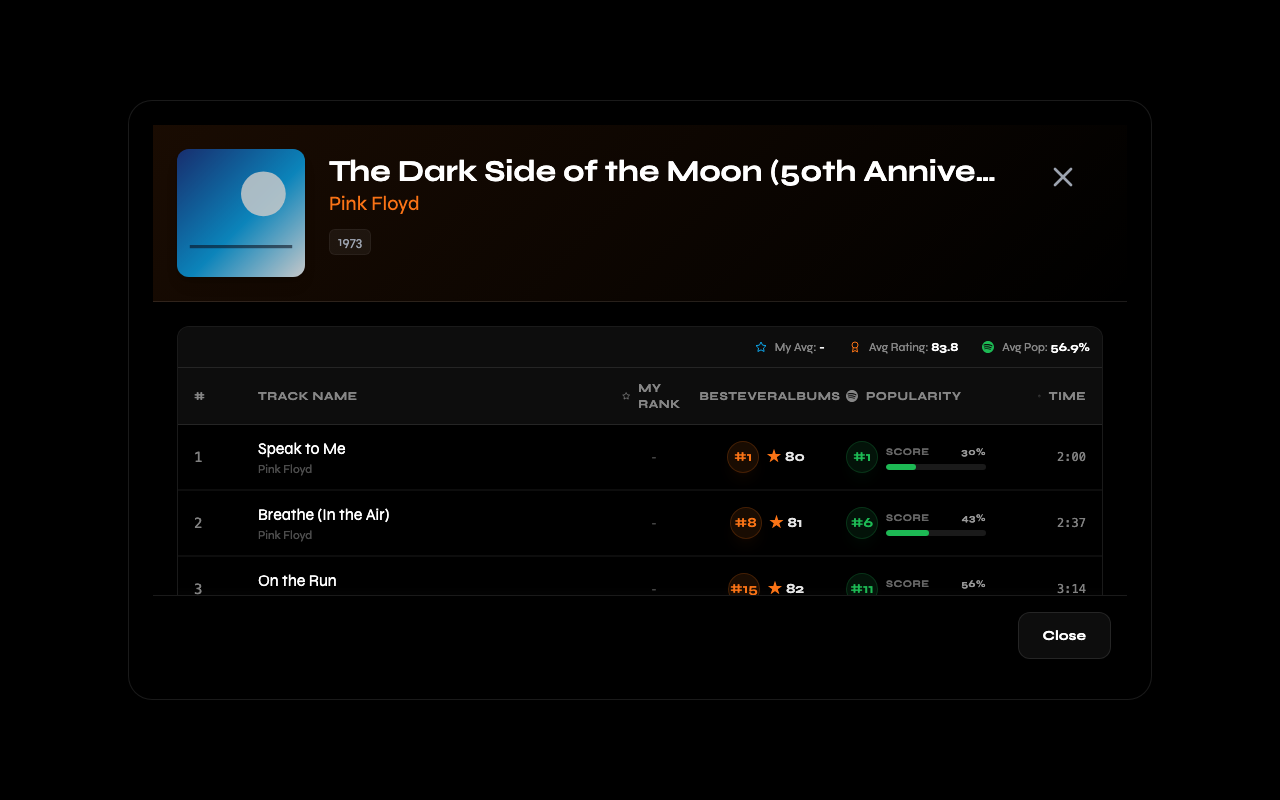 The Dark Side of the Moon (50th Annive...
Pink Floyd
1973
My Avg: - Avg Rating: 83.8 Avg Pop: 56.9%
# TRACK NAME MY RANK BESTEVERALBUMS POPULARITY TIME
1 Speak to Me - #1 ★ 80 #1 SCORE 30% 2:00
Pink Floyd
2 Breathe (In the Air) - #8 ★ 81 #6 SCORE 43% 2:37
Pink Floyd
3 On the Run - #15 ★ 82 #11 SCORE 56% 3:14
Close